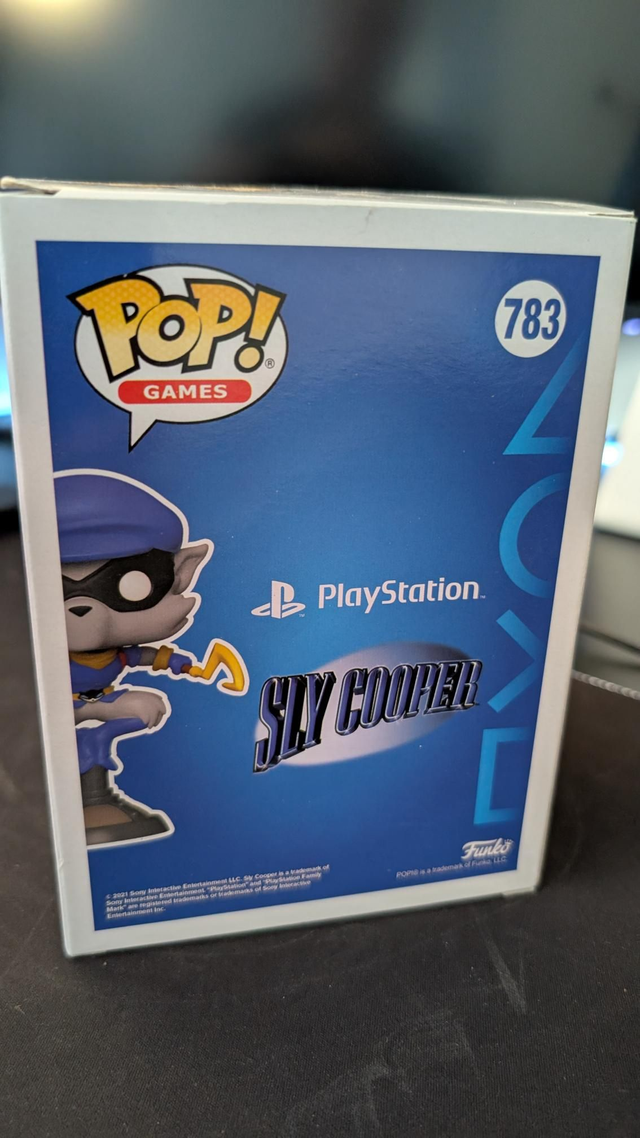 POP!®
GAMES
783
PlayStation™
SLY COOPER
© 2021 Sony Interactive Entertainment LLC. Sly Cooper is a trademark of
Sony Interactive Entertainment. "PlayStation" and "PlayStation Family
Mark" are registered trademarks or trademarks of Sony Interactive
Entertainment Inc.
Funko
POP!® is a trademark of Funko, LLC